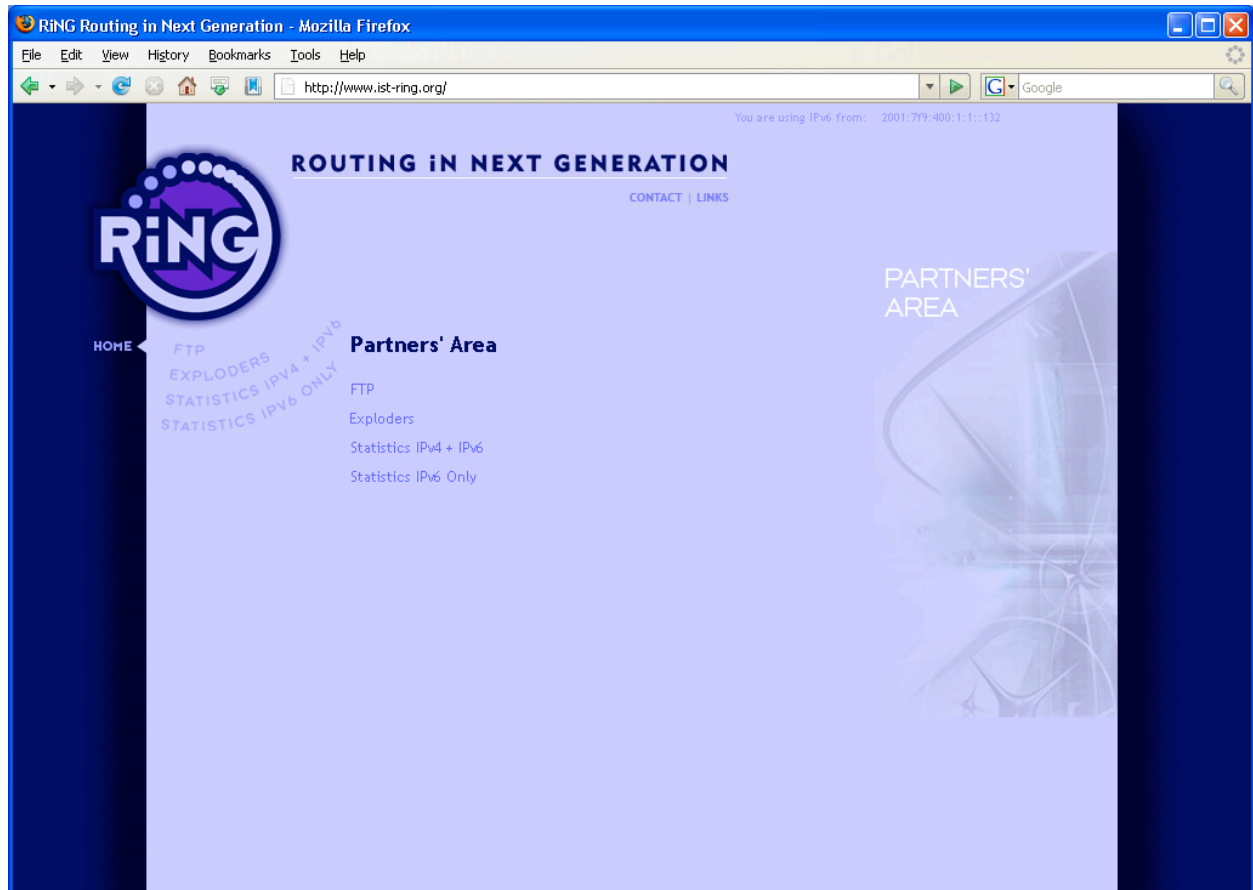 RiNG Routing in Next Generation - Mozilla Firefox
File Edit View History Bookmarks Tools Help
http://www.ist-ring.org/
G Google
You are using IPv6 from: 2001:7f9:400:1:1::132
ROUTING iN NEXT GENERATION
CONTACT | LINKS
RiNG
PARTNERS'
AREA
HOME
FTP
EXPLODERS
STATISTICS IPV4 + IPV6
STATISTICS IPV6 ONLY
Partners' Area
FTP
Exploders
Statistics IPv4 + IPv6
Statistics IPv6 Only